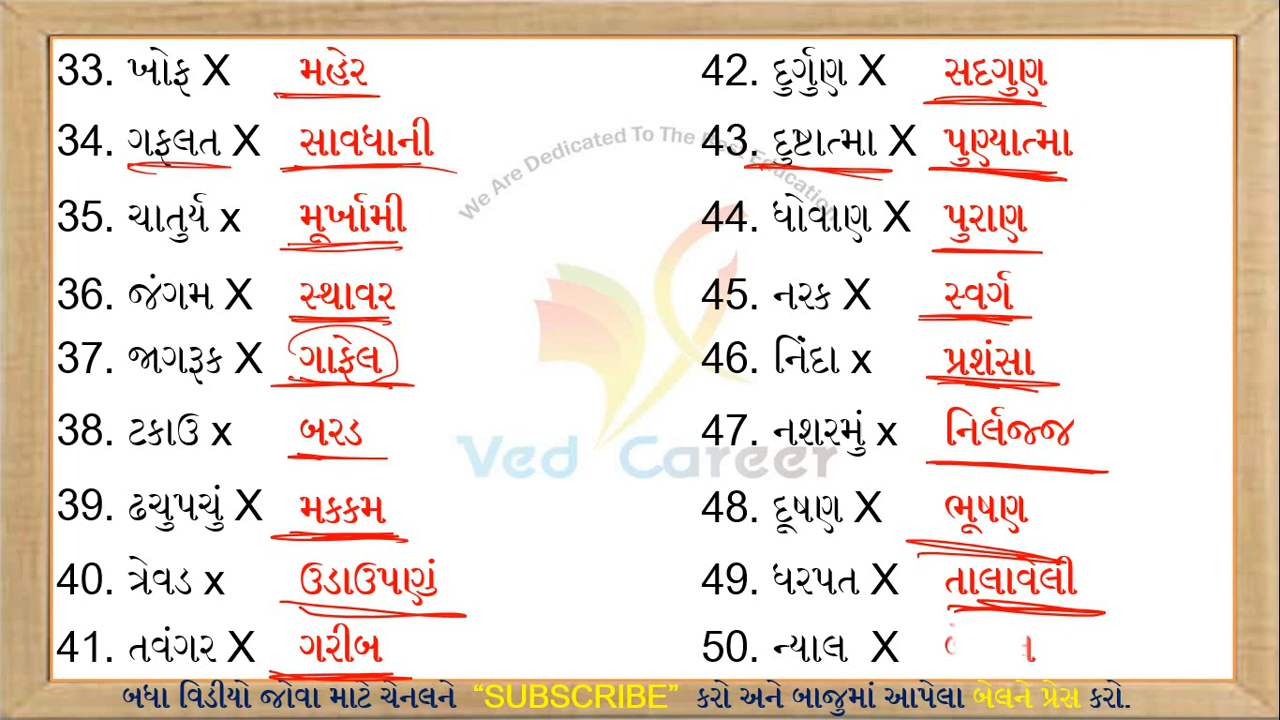 33. ખોફ X મહેર
34. ગફલત X સાવધાની
35. ચાતુર્ય x મૂર્ખામી
36. જંગમ X સ્થાવર
37. જાગરૂક X ગાફેલ
38. ટકાઉ x બરડ
39. ઢચુપચું X મકકમ
40. ત્રેવડ x ઉડાઉપણું
41. તવંગર X ગરીબ
42. દુર્ગુણ X સદગુણ
43. દુષ્ટાત્મા X પુણ્યાત્મા
44. ધોવાણ X પુરાણ
45. નરક X સ્વર્ગ
46. નિંદા x પ્રશંસા
47. નશરમું x નિર્લજ્જ
48. દૂષણ X ભૂષણ
49. ધરપત X તાલાવેલી
50. ન્યાલ X
We Are Dedicated To The Education
Ved Career
બધા વિડીયો જોવા માટે ચેનલને “SUBSCRIBE” કરો અને બાજુમાં આપેલા બેલને પ્રેસ કરો.